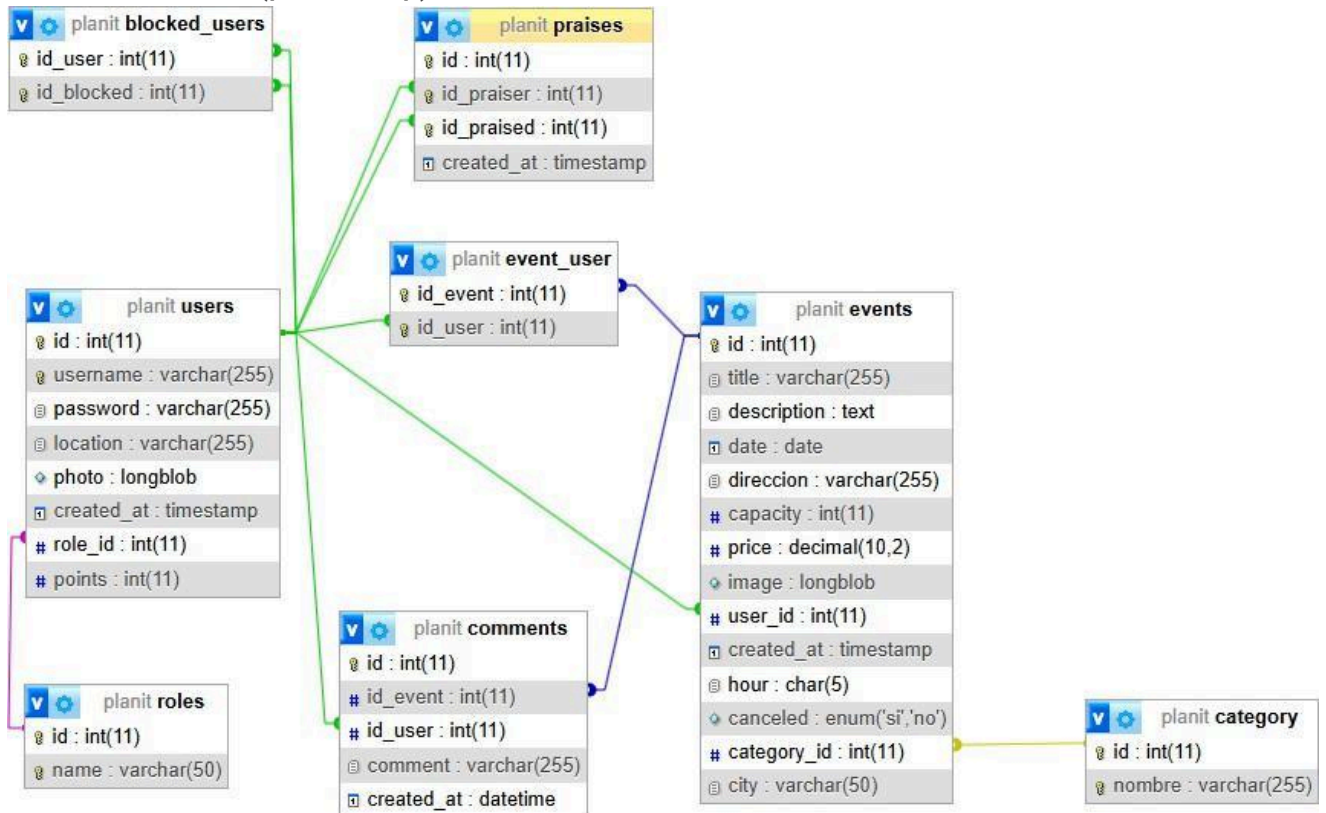 planit blocked_users
id_user : int(11)
id_blocked : int(11)
planit praises
id : int(11)
id_praiser : int(11)
id_praised : int(11)
created_at : timestamp
planit event_user
id_event : int(11)
id_user : int(11)
planit users
id : int(11)
username : varchar(255)
password : varchar(255)
location : varchar(255)
photo : longblob
created_at : timestamp
# role_id : int(11)
# points : int(11)
planit events
id : int(11)
title : varchar(255)
description : text
date : date
direccion : varchar(255)
# capacity : int(11)
# price : decimal(10,2)
image : longblob
# user_id : int(11)
created_at : timestamp
hour : char(5)
canceled : enum('si','no')
# category_id : int(11)
city : varchar(50)
planit comments
id : int(11)
# id_event : int(11)
# id_user : int(11)
comment : varchar(255)
created_at : datetime
planit roles
id : int(11)
name : varchar(50)
planit category
id : int(11)
nombre : varchar(255)